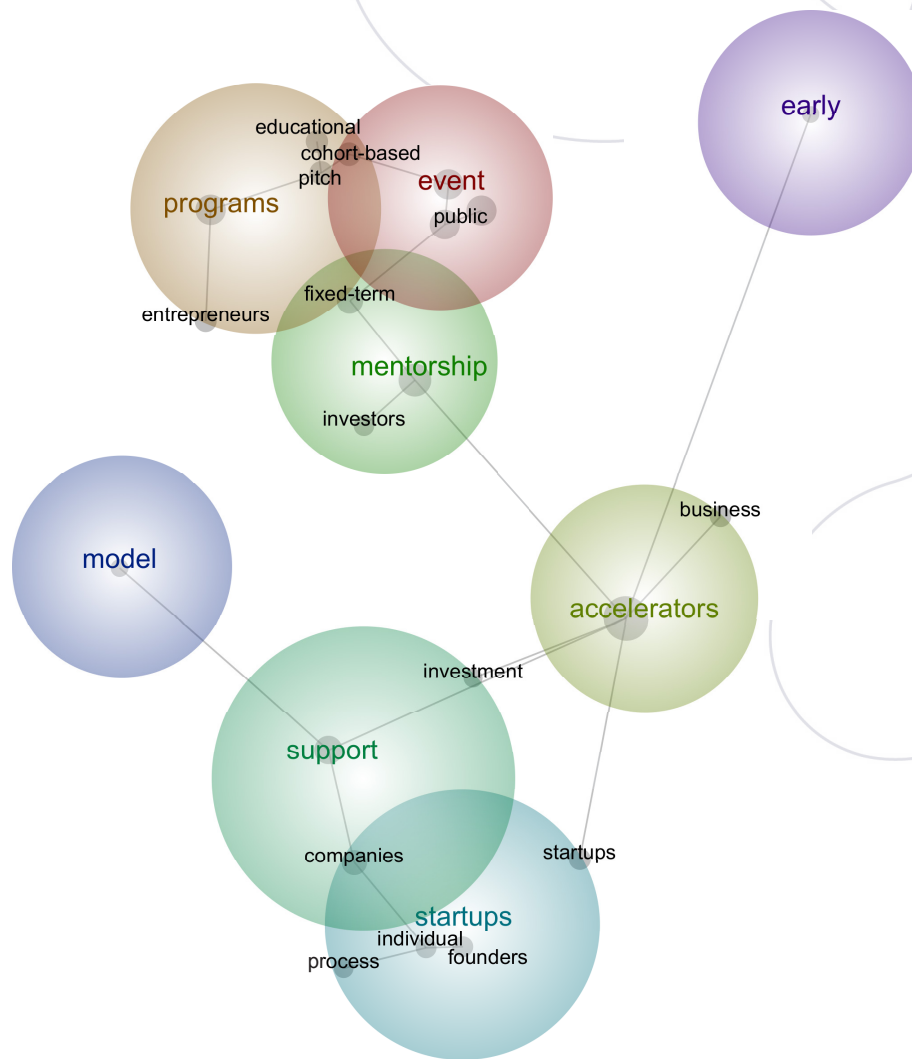 early
educational
cohort-based
pitch
event
programs
public
fixed-term
entrepreneurs
mentorship
investors
business
model
accelerators
investment
support
companies
startups
startups
individual
founders
process